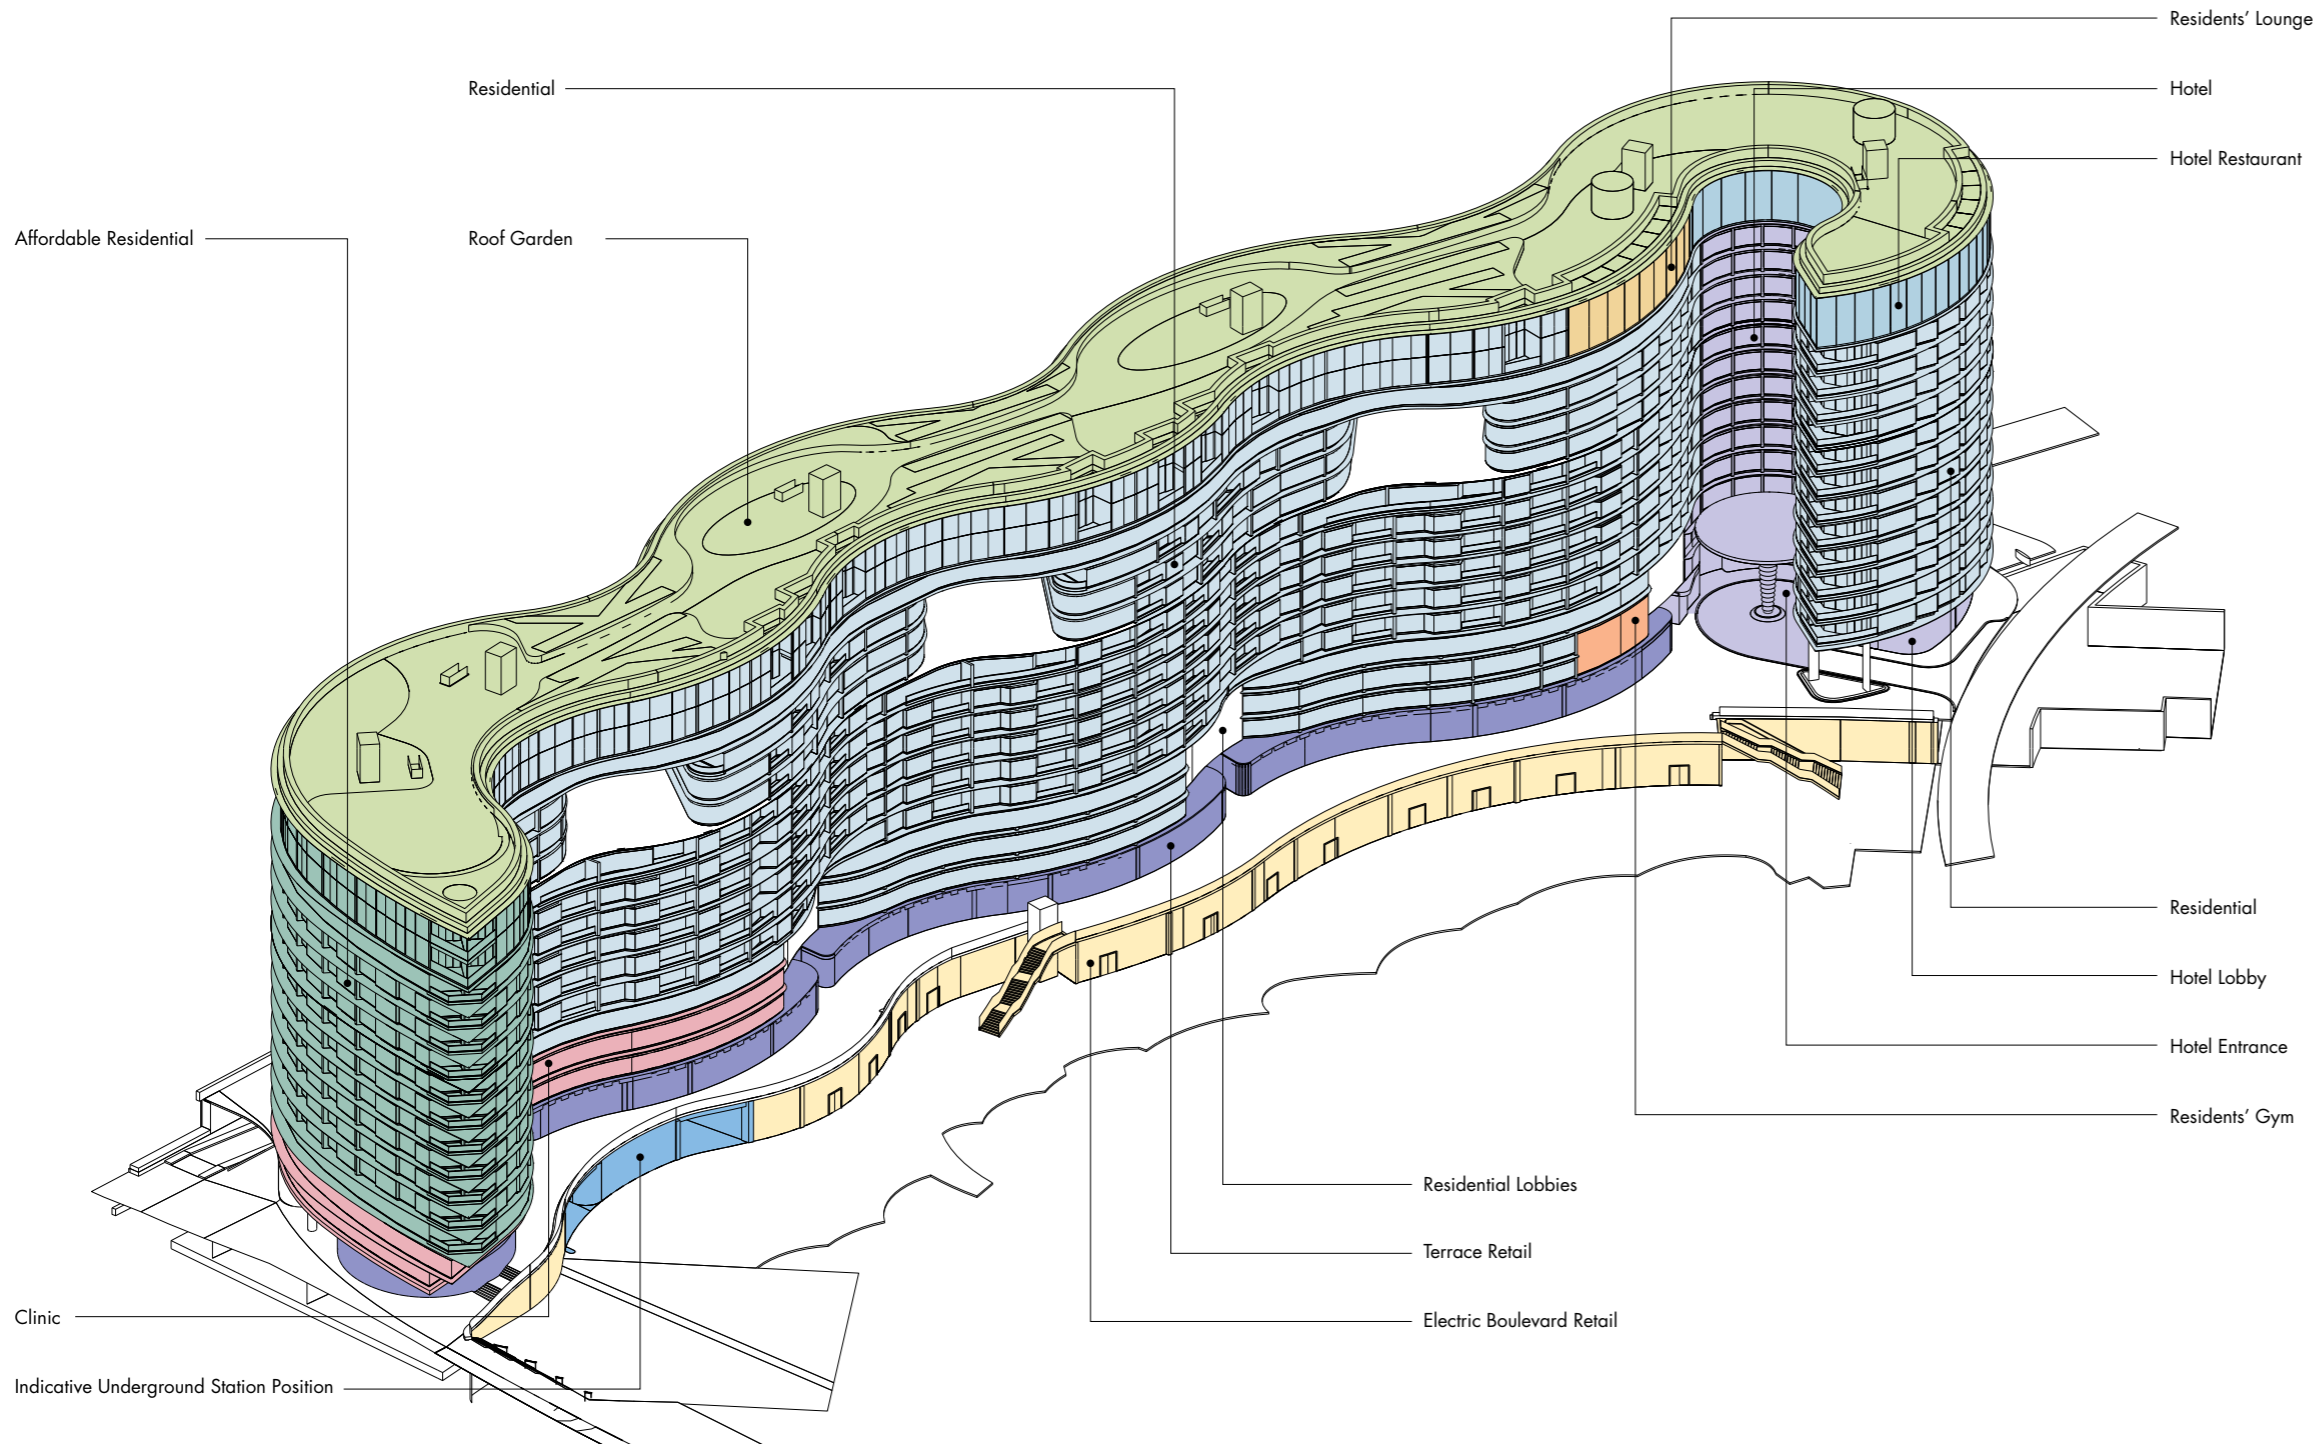 Residents’ Lounge
Residential
Hotel
Hotel Restaurant
Affordable Residential
Roof Garden
Residential
Hotel Lobby
Hotel Entrance
Residents’ Gym
Residential Lobbies
Terrace Retail
Clinic
Electric Boulevard Retail
Indicative Underground Station Position